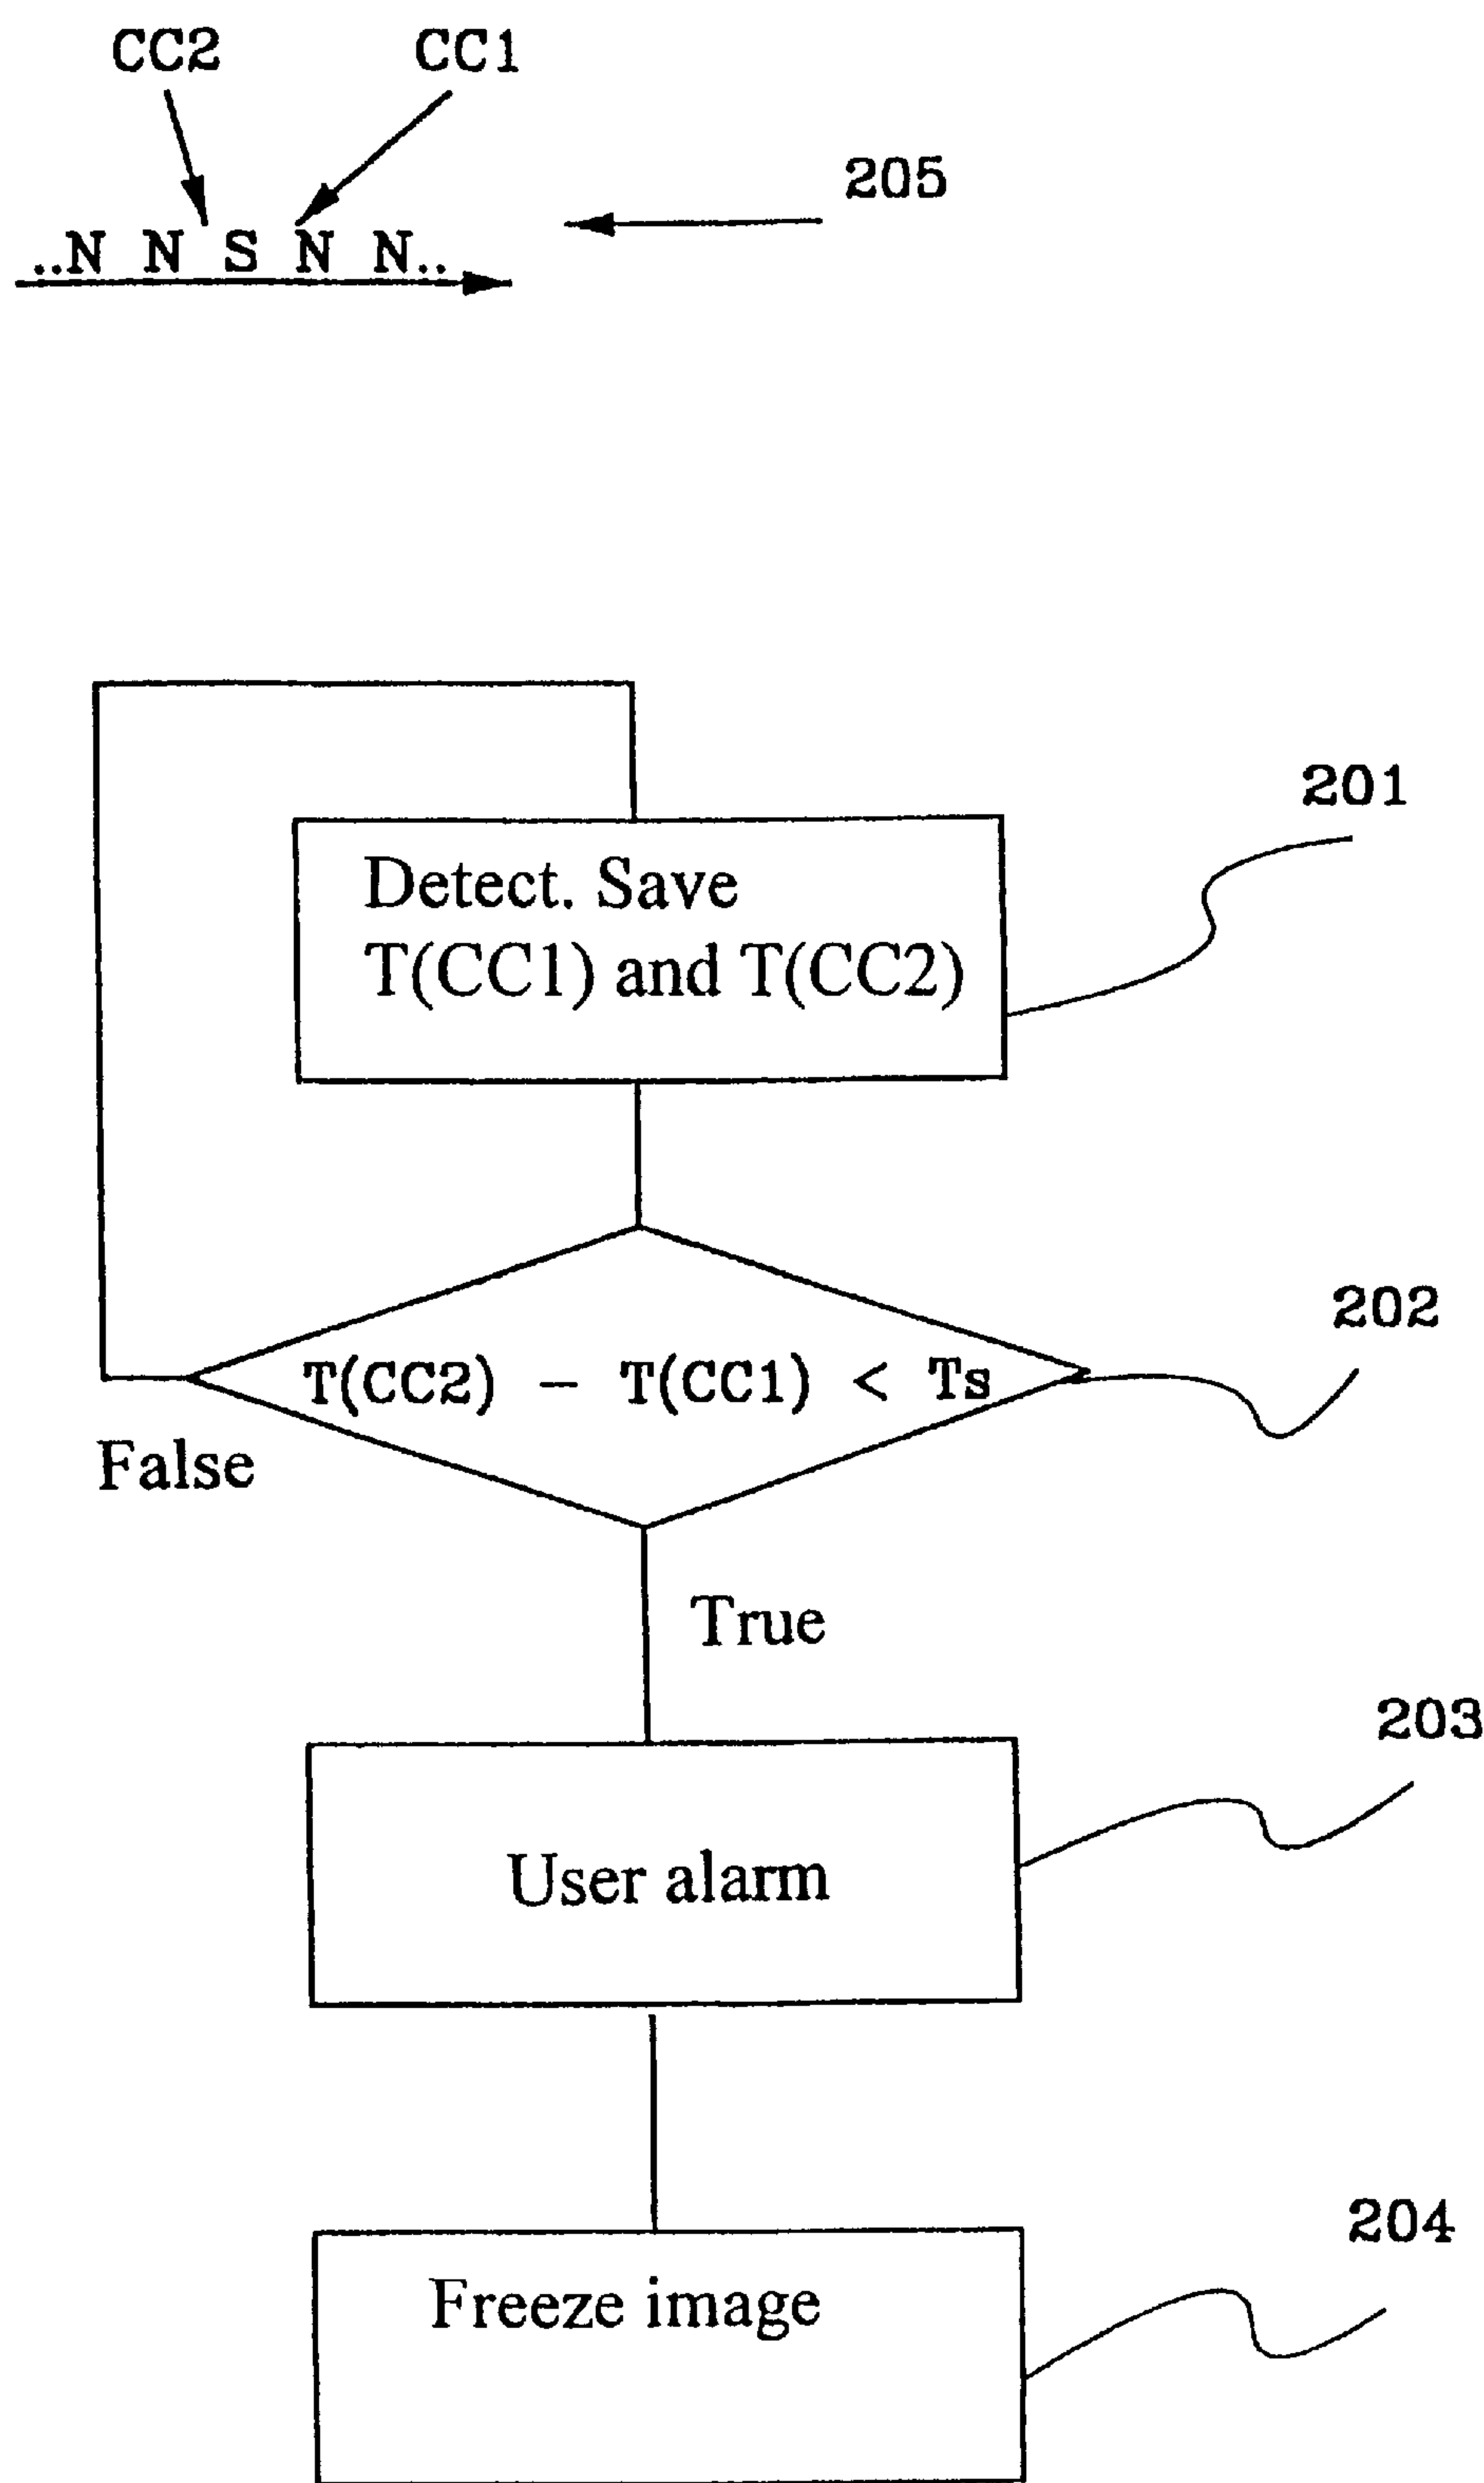 CC2 CC1
205
..N N S N N..
201
Detect. Save
T(CC1) and T(CC2)
202
T(CC2) - T(CC1) < Ts
False
True
203
User alarm
204
Freeze image